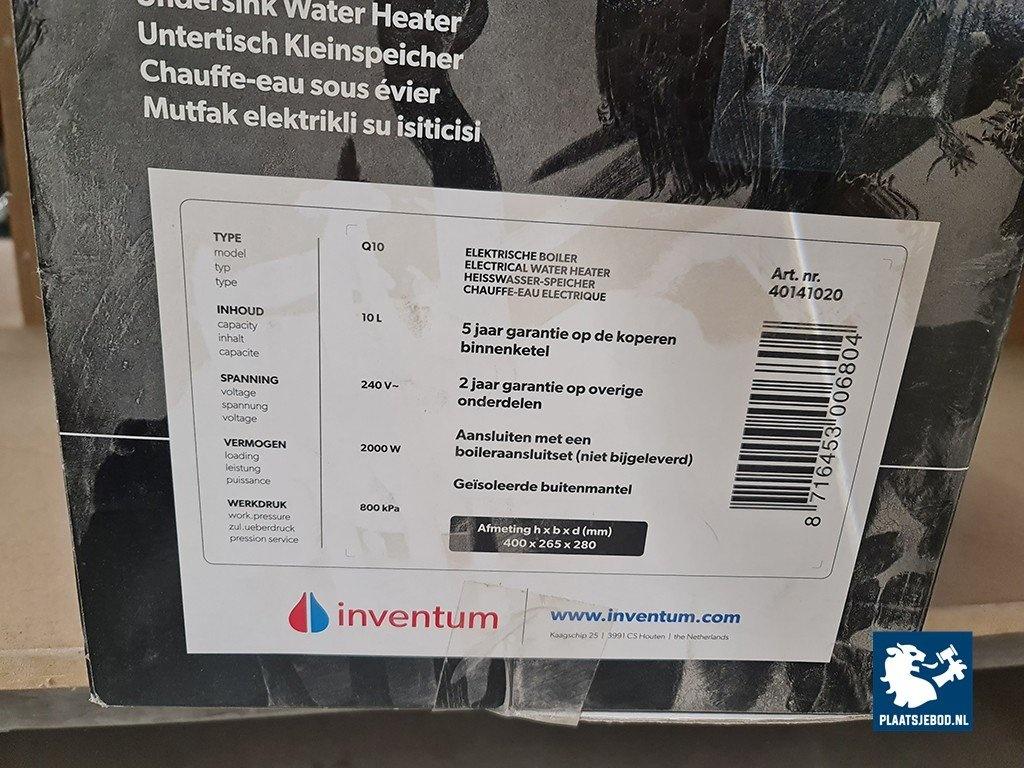 Undersink Water Heater
Untertisch Kleinspeicher
Chauffe-eau sous évier
Mutfak elektrikli su isiticisi
TYPE
model
typ
type
Q10
INHOUD
capacity
inhalt
capacite
10 L
SPANNING
voltage
spannung
voltage
240 V~
VERMOGEN
loading
leistung
puissance
2000 W
WERKDRUK
work.pressure
zul.ueberdruck
pression service
800 kPa
ELEKTRISCHE BOILER
ELECTRICAL WATER HEATER
HEISSWASSER-SPEICHER
CHAUFFE-EAU ELECTRIQUE
5 jaar garantie op de koperen
binnenketel
2 jaar garantie op overige
onderdelen
Aansluiten met een
boileraansluitset (niet bijgeleverd)
Geïsoleerde buitenmantel
Afmeting h x b x d (mm)
400 x 265 x 280
Art. nr.
40141020
8 716453 006804
inventum
www.inventum.com
Kaagschip 25 | 3991 CS Houten | the Netherlands
PLAATSJEBOD.NL